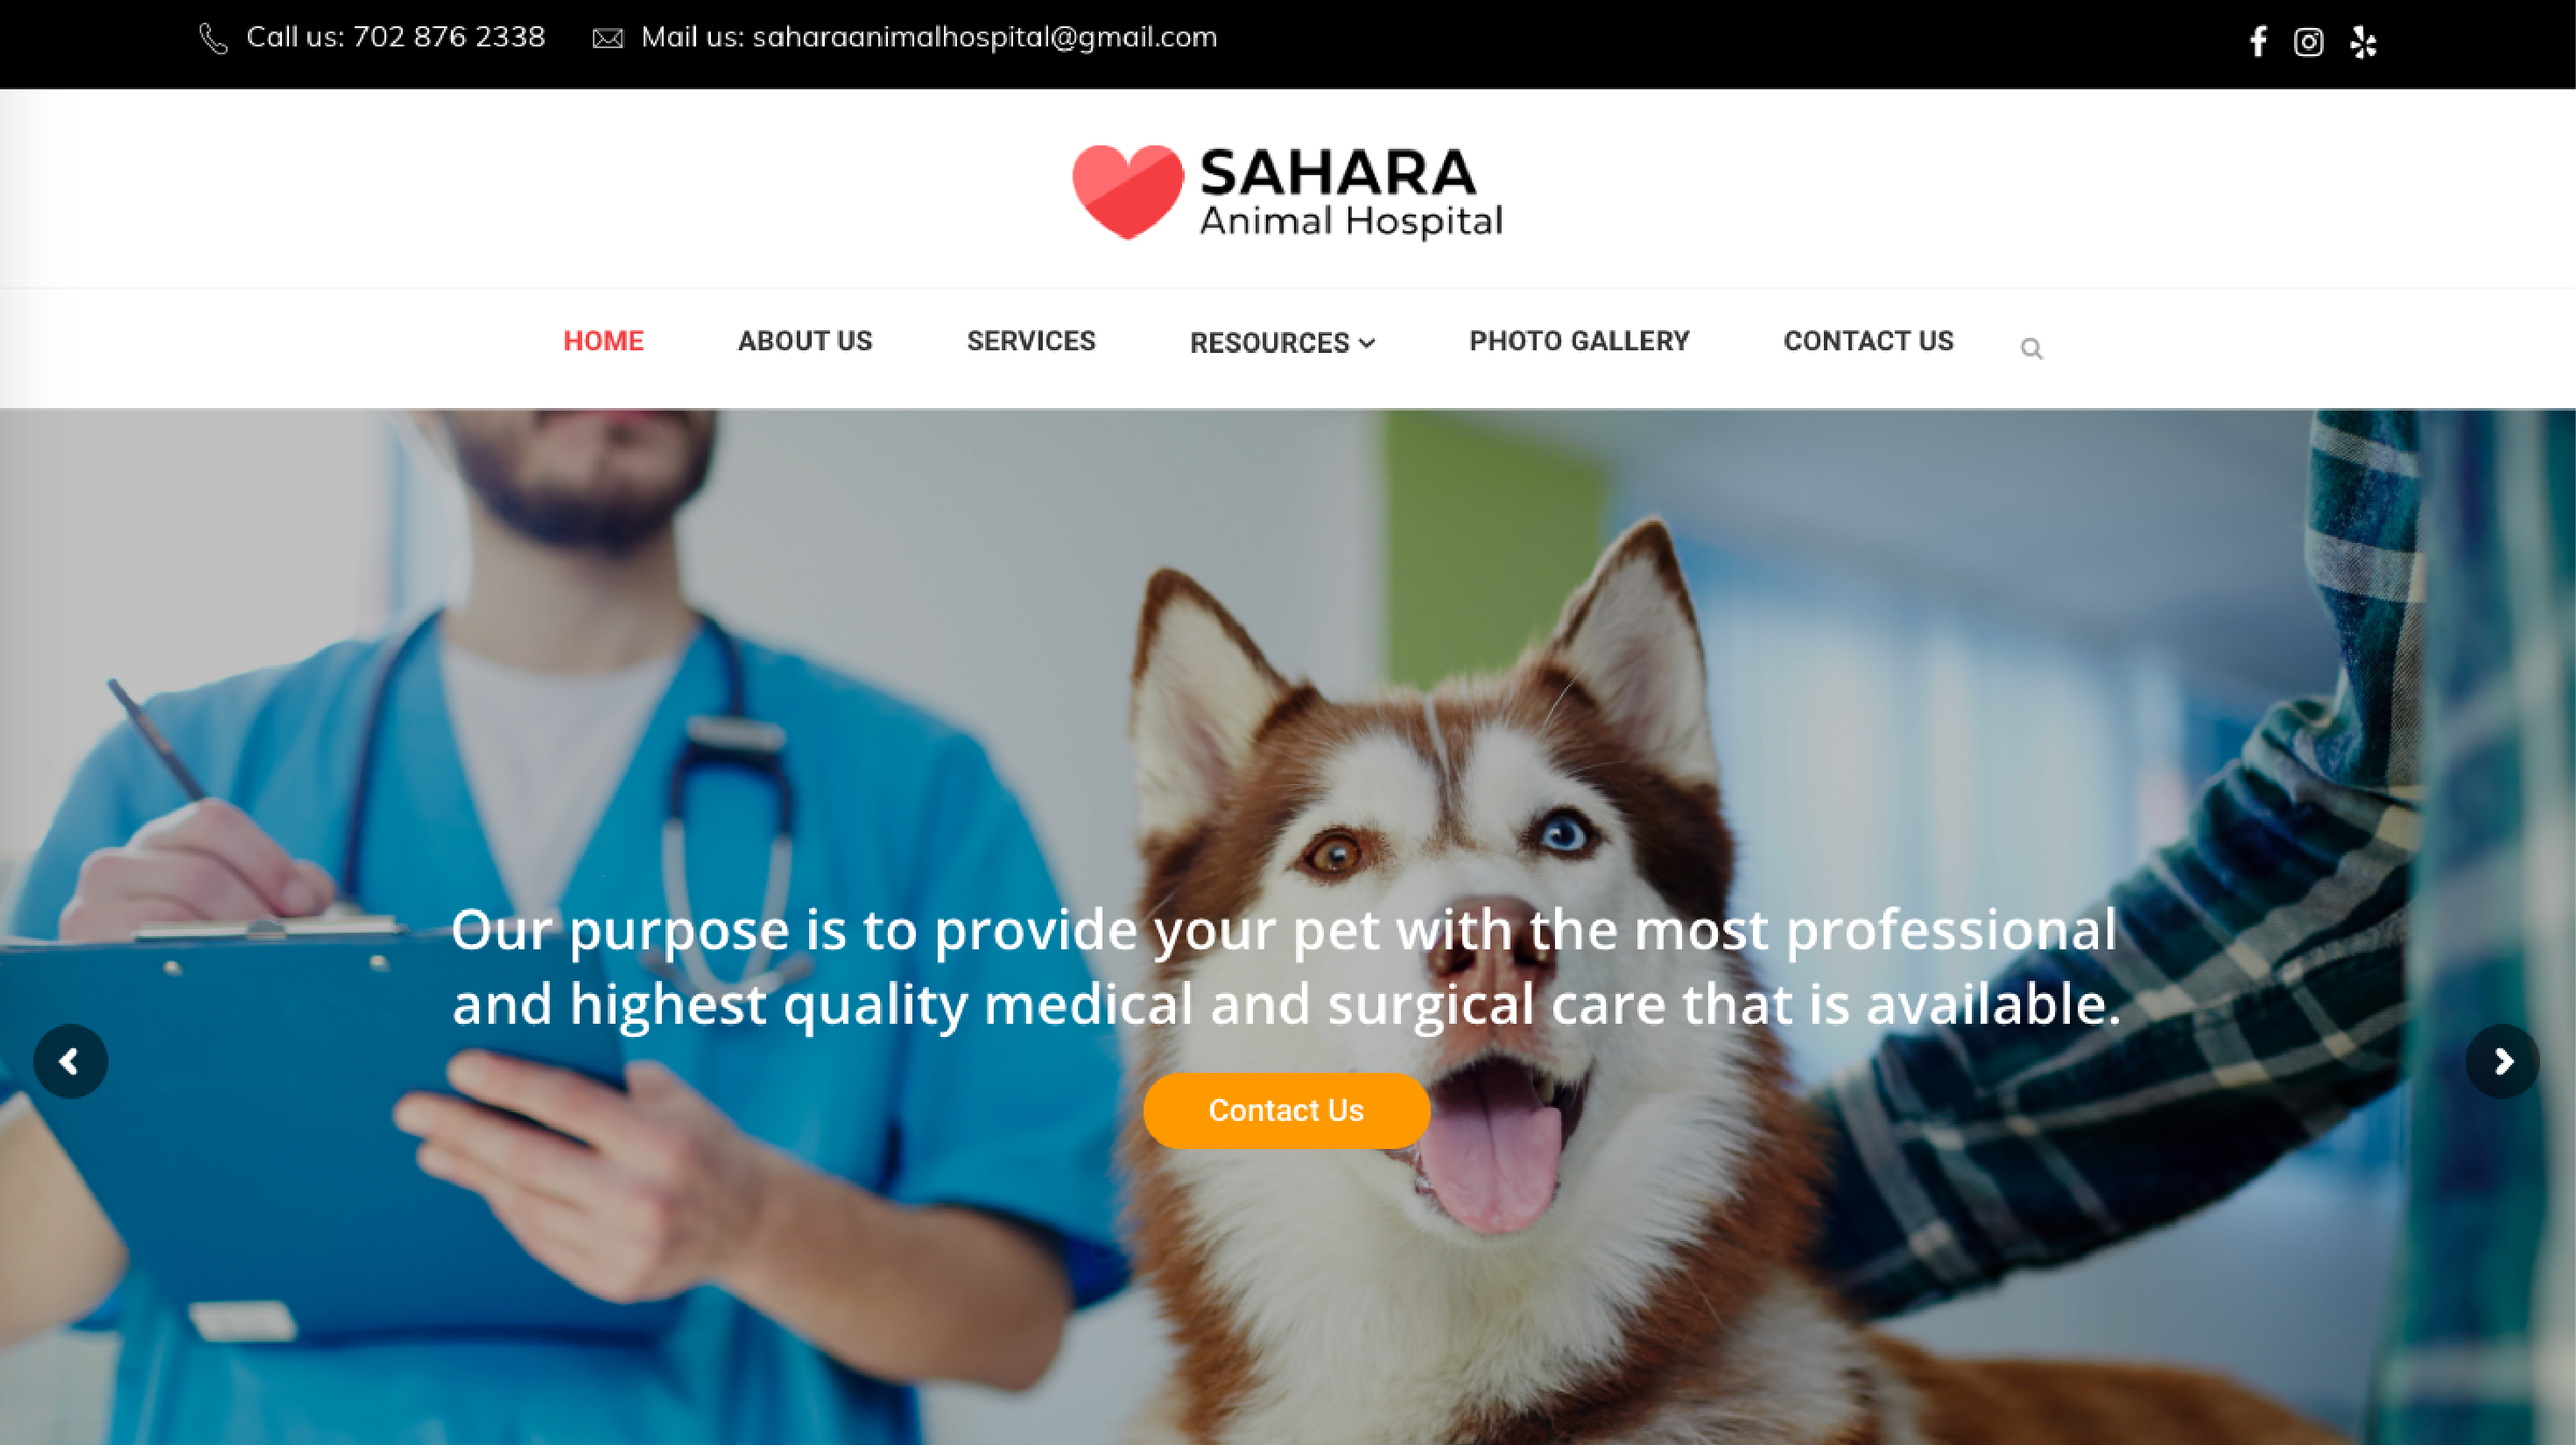 Call us: 702 876 2338
Mail us: saharaanimalhospital@gmail.com
SAHARA
Animal Hospital
HOME
ABOUT US
SERVICES
RESOURCES
PHOTO GALLERY
CONTACT US
Our purpose is to provide your pet with the most professional
and highest quality medical and surgical care that is available.
Contact Us